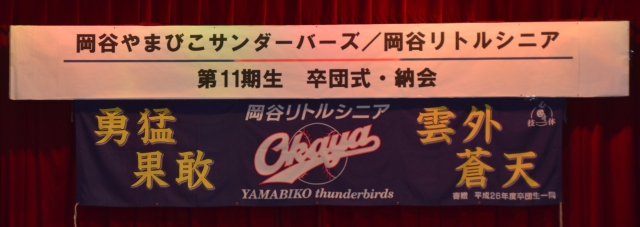 岡谷やまびこサンダーバーズ／岡谷リトルシニア
第11期生 卒団式・納会
勇猛
果敢
岡谷リトルシニア
Okaya
YAMABIKO thunderbirds
雲外
蒼天
心
技 体
寄贈 平成26年度卒団生一同